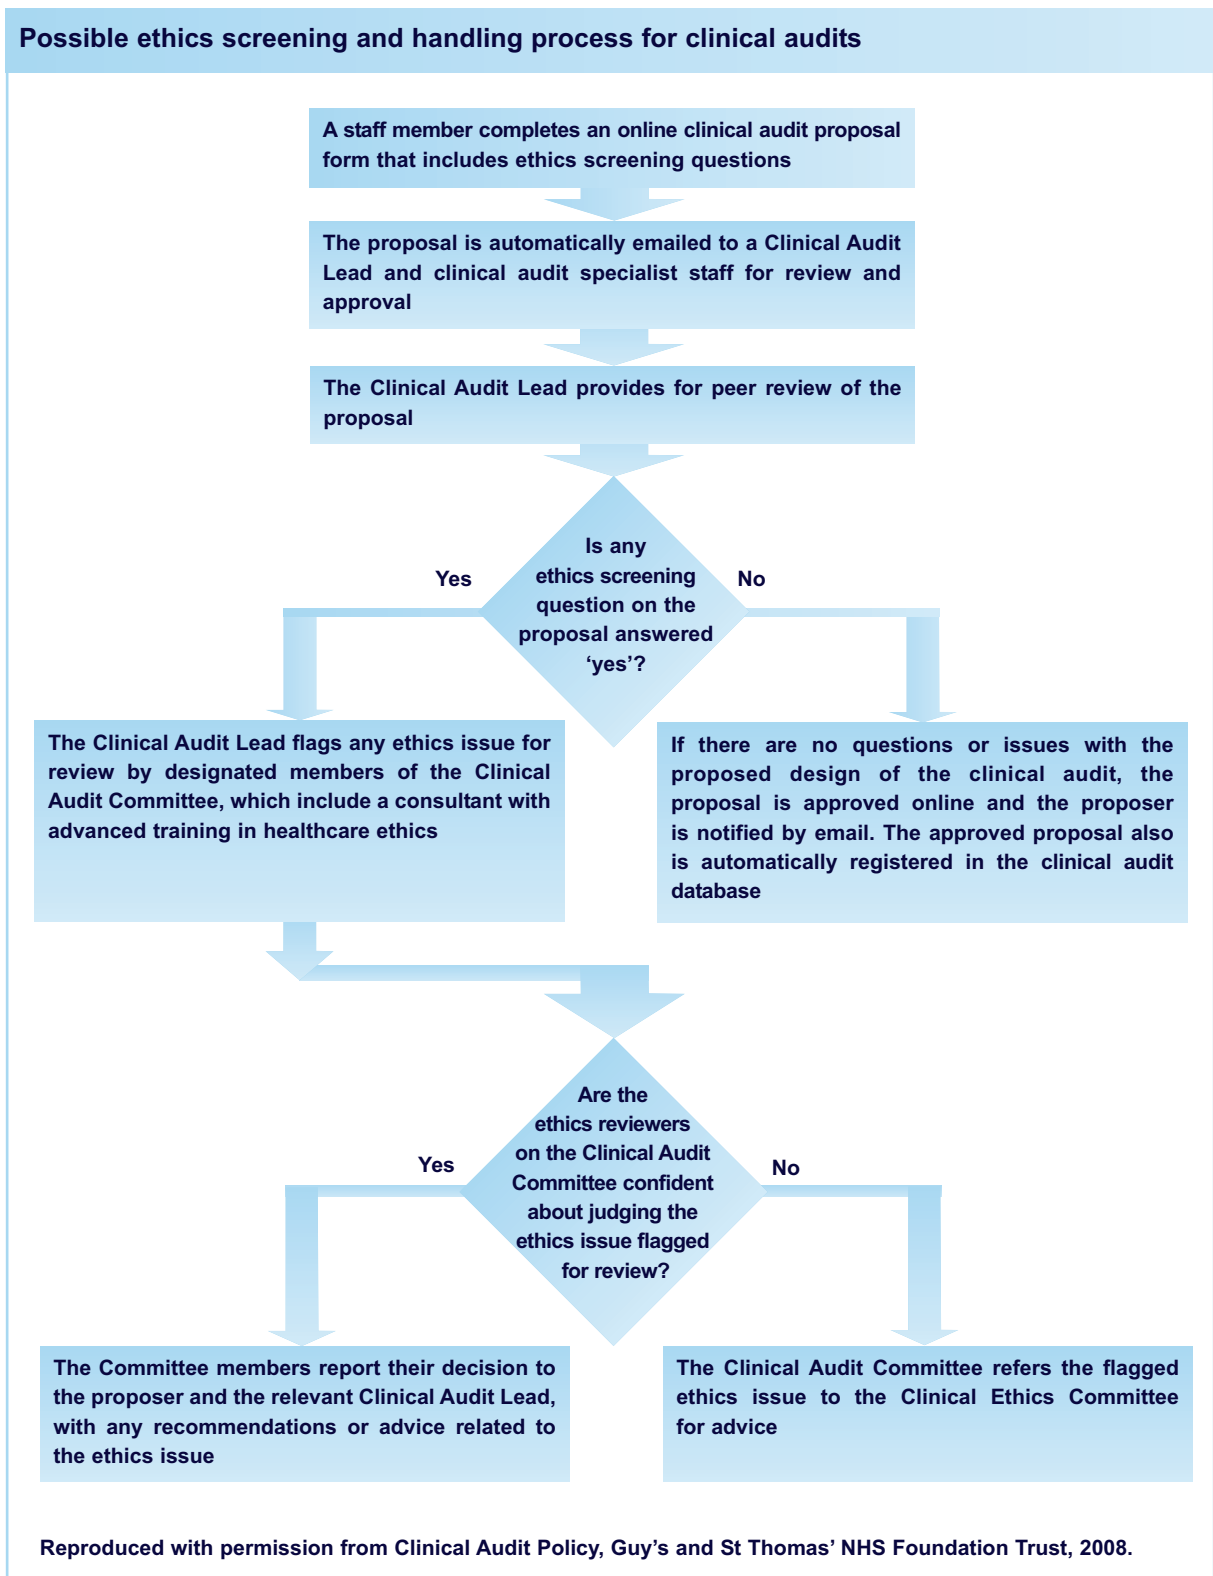 Possible ethics screening and handling process for clinical audits
A staff member completes an online clinical audit proposal
form that includes ethics screening questions
The proposal is automatically emailed to a Clinical Audit
Lead and clinical audit specialist staff for review and
approval
The Clinical Audit Lead provides for peer review of the
proposal
Is any
ethics screening
question on the
proposal answered
‘yes’?
Yes
No
The Clinical Audit Lead flags any ethics issue for
review by designated members of the Clinical
Audit Committee, which include a consultant with
advanced training in healthcare ethics
If there are no questions or issues with the
proposed design of the clinical audit, the
proposal is approved online and the proposer
is notified by email. The approved proposal also
is automatically registered in the clinical audit
database
Are the
ethics reviewers
on the Clinical Audit
Committee confident
about judging the
ethics issue flagged
for review?
Yes
No
The Committee members report their decision to
the proposer and the relevant Clinical Audit Lead,
with any recommendations or advice related to
the ethics issue
The Clinical Audit Committee refers the flagged
ethics issue to the Clinical Ethics Committee
for advice
Reproduced with permission from Clinical Audit Policy, Guy’s and St Thomas’ NHS Foundation Trust, 2008.